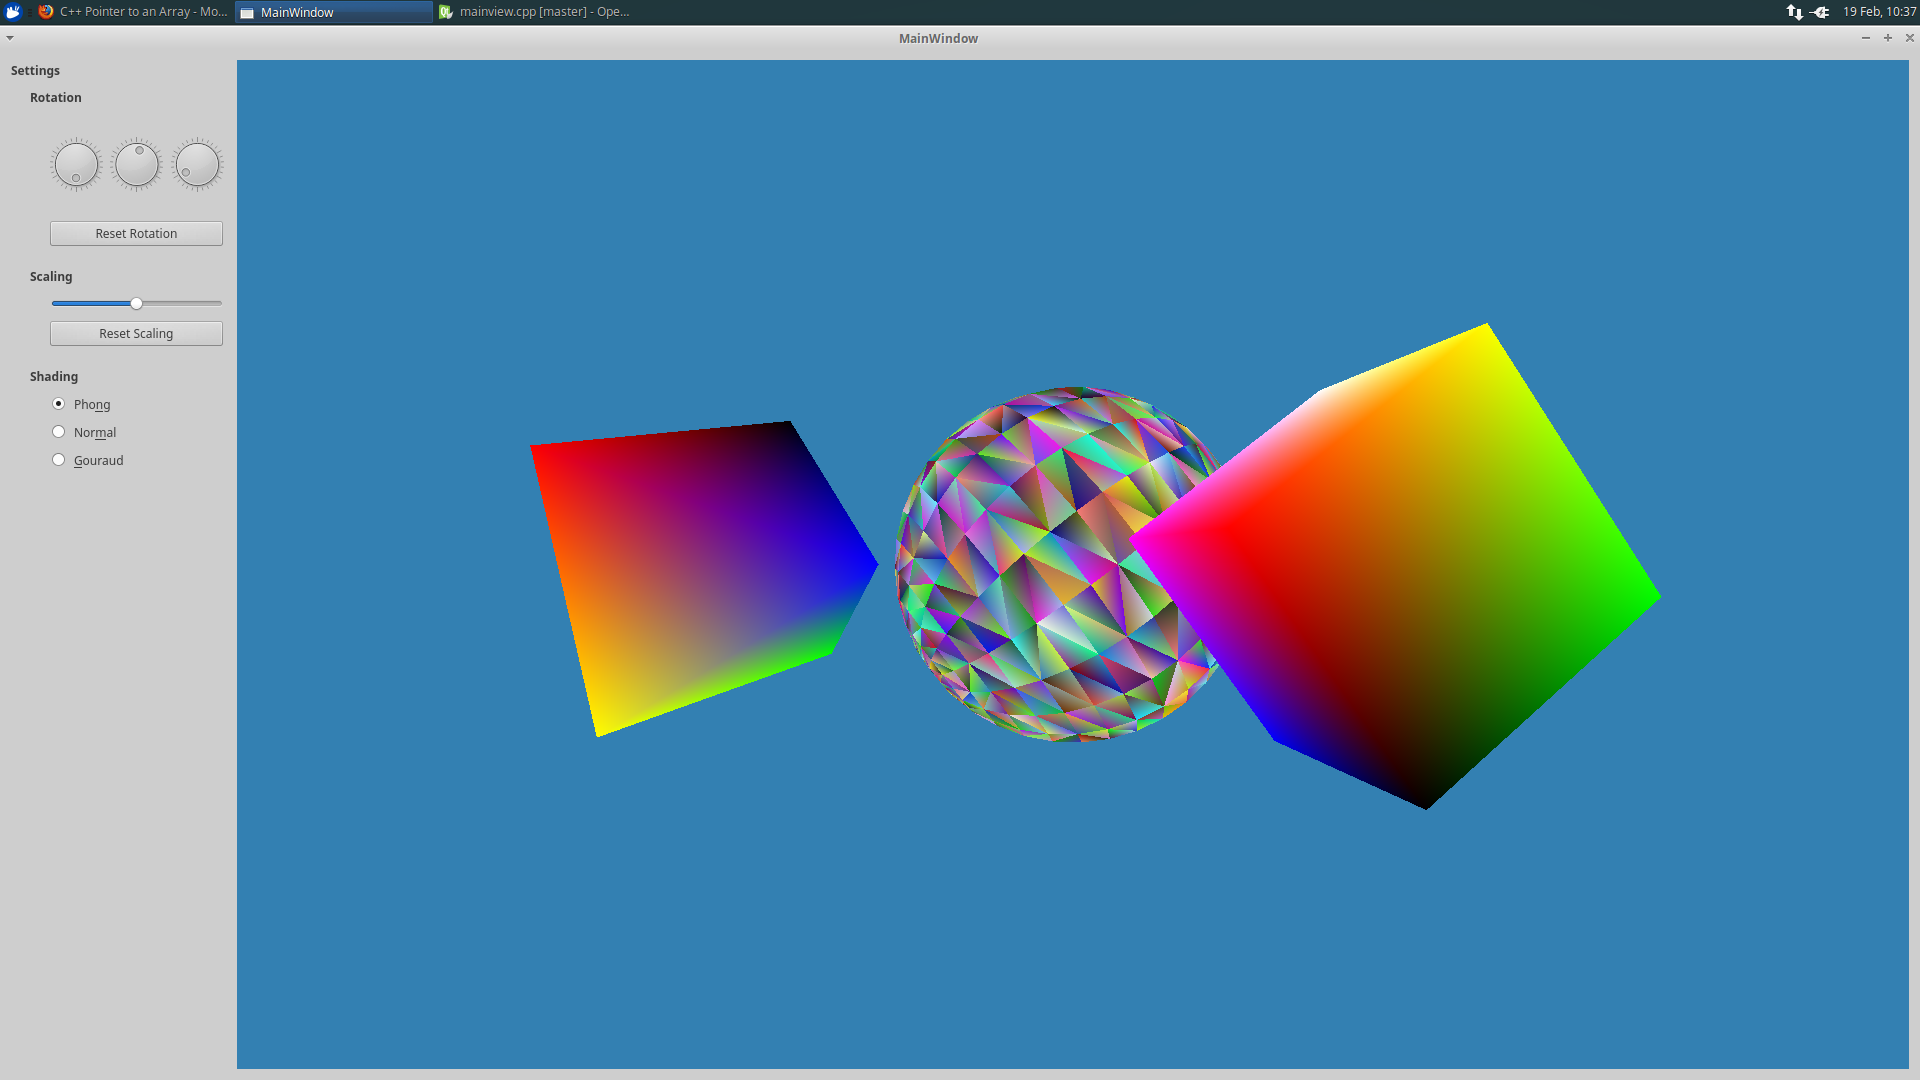 C++ Pointer to an Array - Mo...
MainWindow
mainview.cpp [master] - Ope...
19 Feb, 10:37
MainWindow
Settings
Rotation
Reset Rotation
Scaling
Reset Scaling
Shading
Phong
Normal
Gouraud